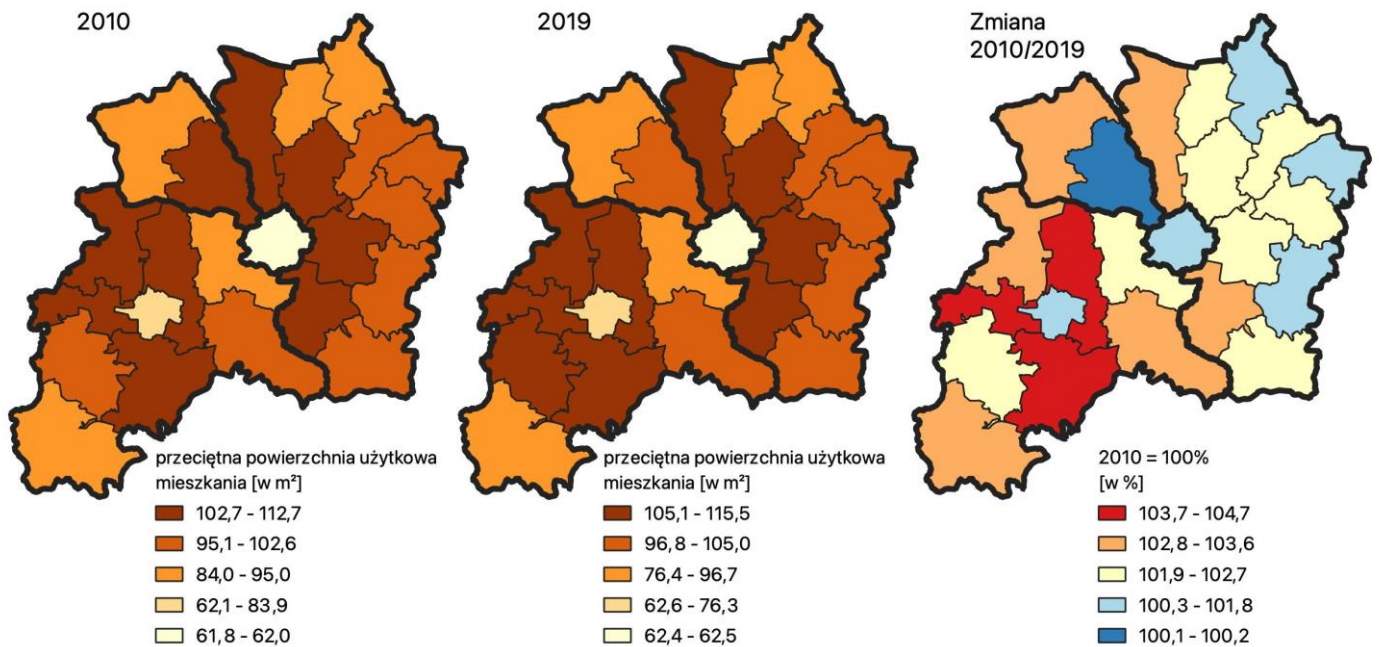 2010
przeciętna powierzchnia użytkowa
mieszkania [w m²]
102,7 - 112,7
95,1 - 102,6
84,0 - 95,0
62,1 - 83,9
61,8 - 62,0
2019
przeciętna powierzchnia użytkowa
mieszkania [w m²]
105,1 - 115,5
96,8 - 105,0
76,4 - 96,7
62,6 - 76,3
62,4 - 62,5
Zmiana
2010/2019
2010 = 100%
[w %]
103,7 - 104,7
102,8 - 103,6
101,9 - 102,7
100,3 - 101,8
100,1 - 100,2